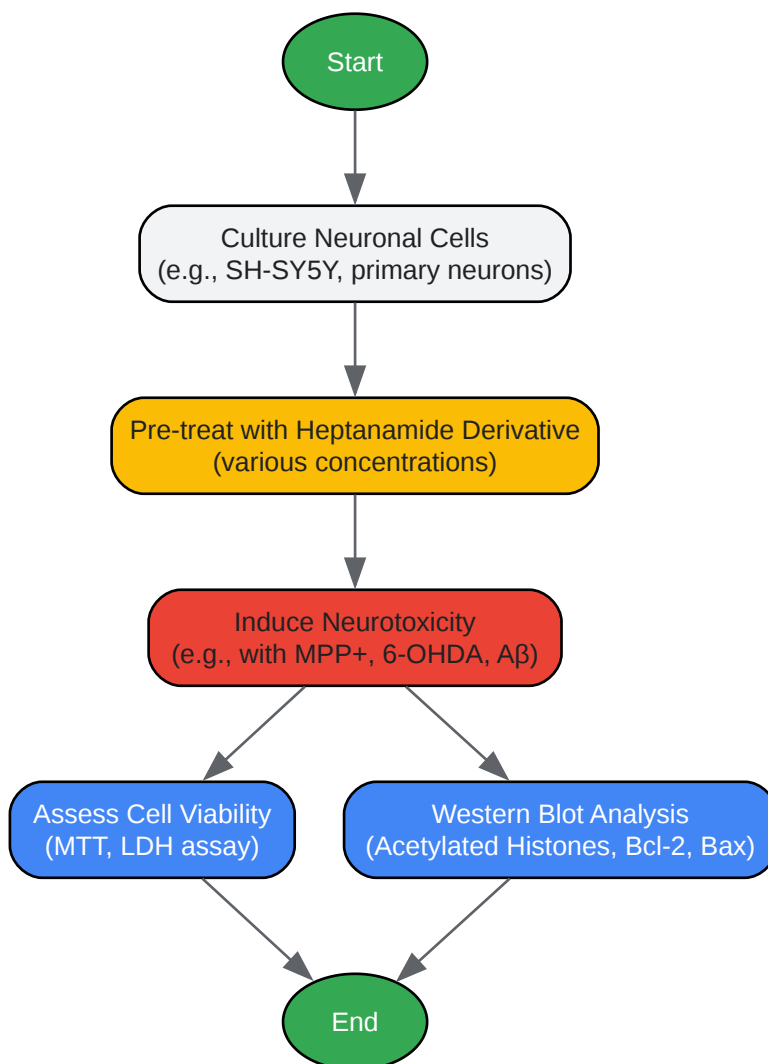 Start
Culture Neuronal Cells
(e.g., SH-SY5Y, primary neurons)
Pre-treat with Heptanamide Derivative
(various concentrations)
Induce Neurotoxicity
(e.g., with MPP+, 6-OHDA, Aβ)
Assess Cell Viability
(MTT, LDH assay)
Western Blot Analysis
(Acetylated Histones, Bcl-2, Bax)
End